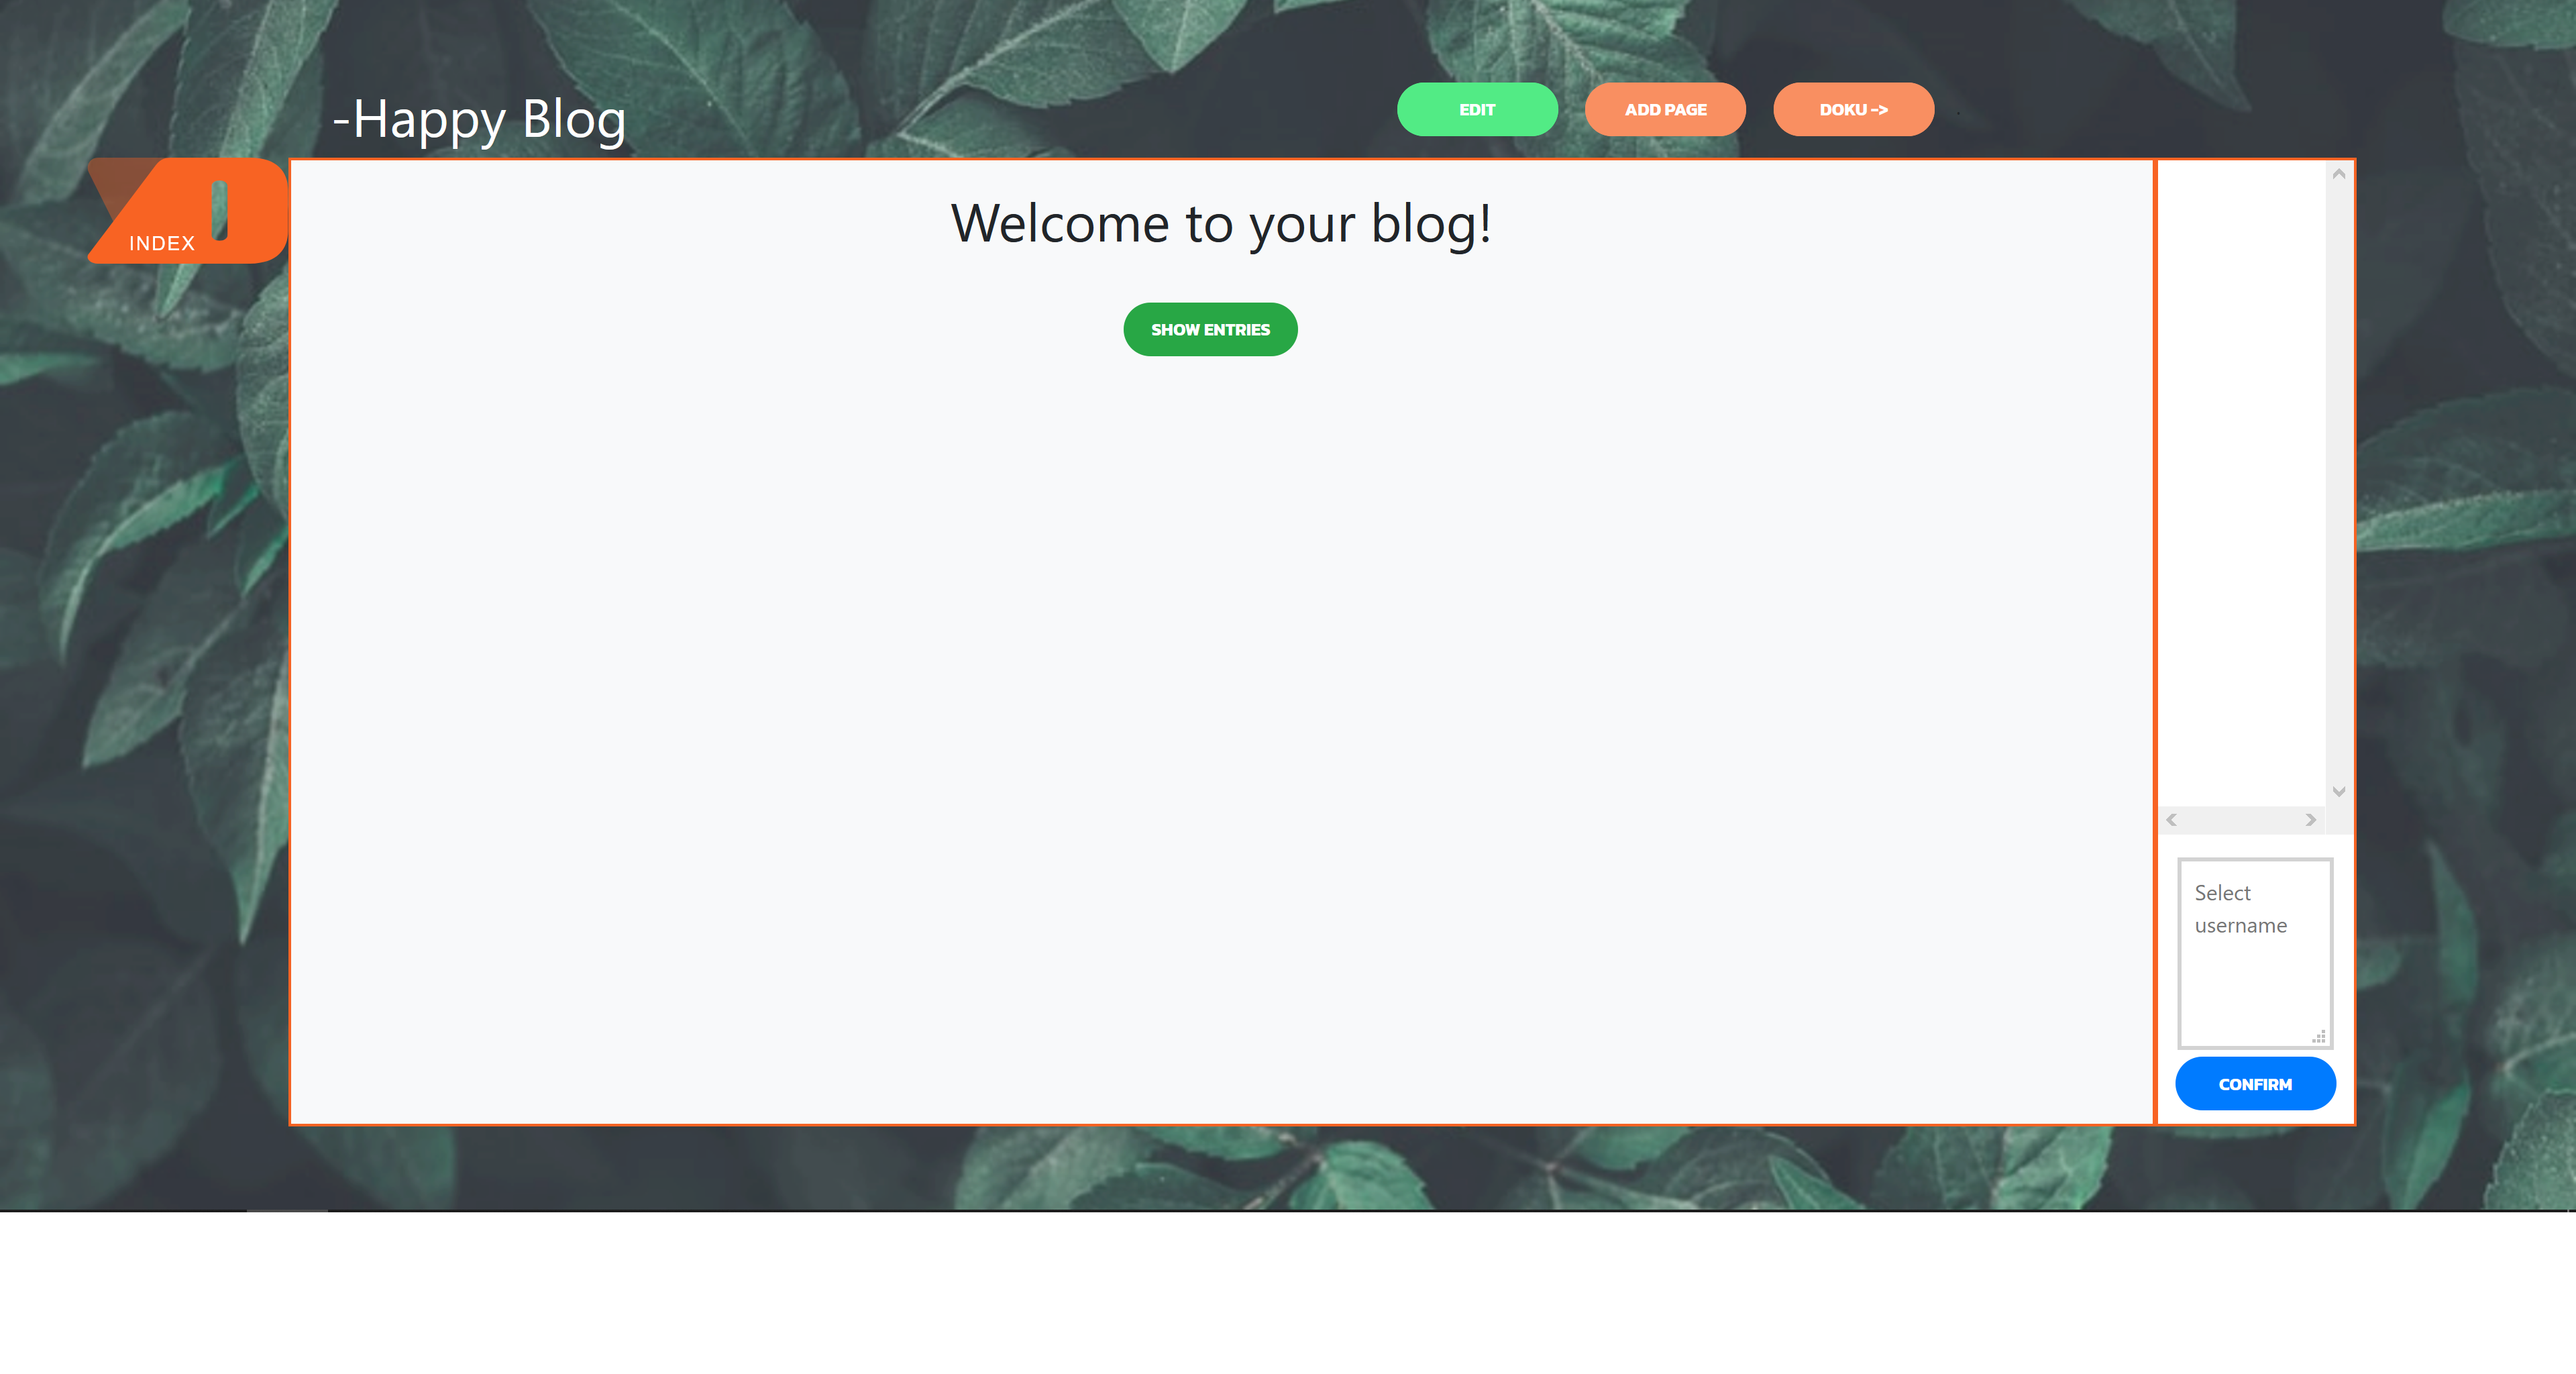 -Happy Blog
EDIT
ADD PAGE
DOKU ->
INDEX
Welcome to your blog!
SHOW ENTRIES
Select
username
CONFIRM